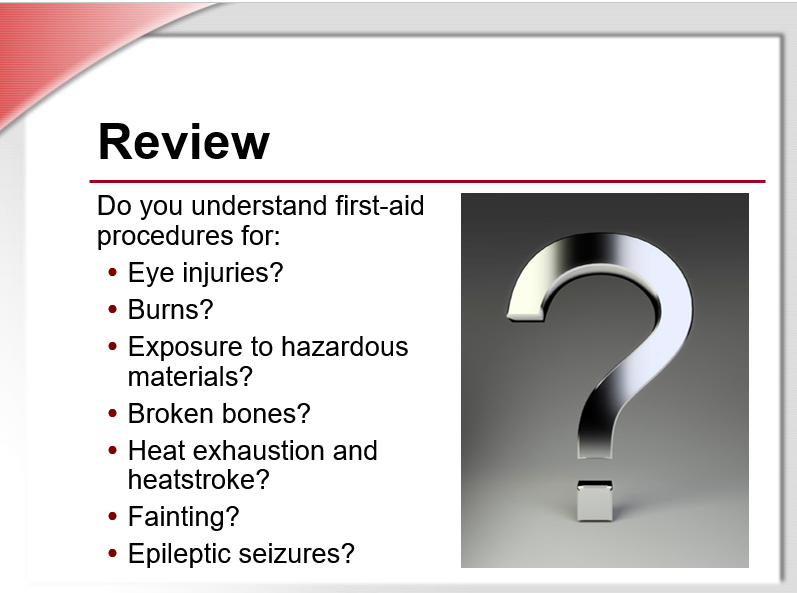 Review
Do you understand first-aid
procedures for:
• Eye injuries?
• Burns?
• Exposure to hazardous
materials?
• Broken bones?
• Heat exhaustion and
heatstroke?
• Fainting?
• Epileptic seizures?